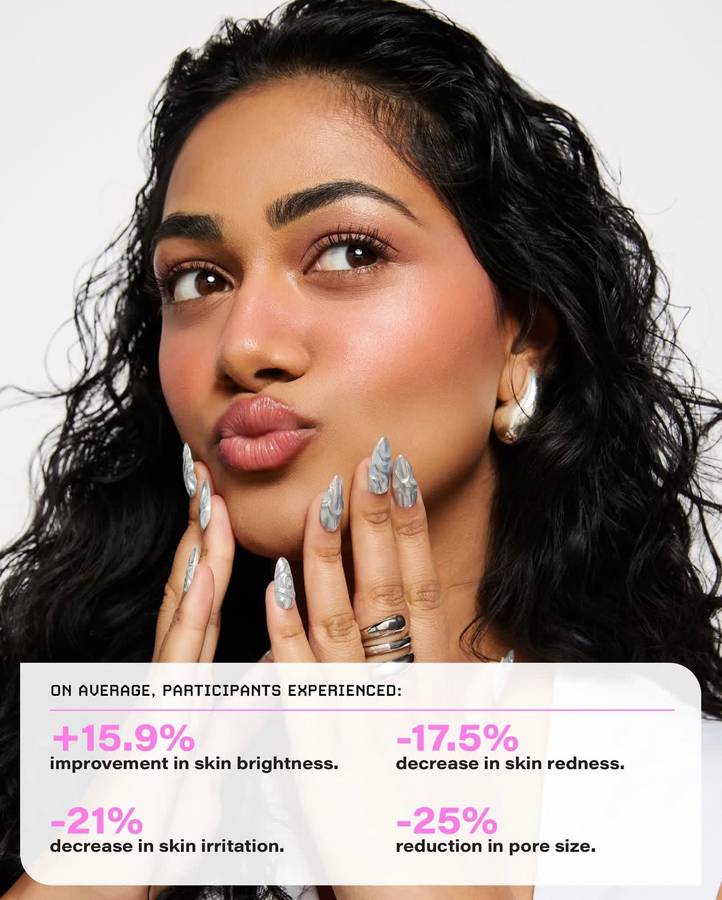 ON AVERAGE, PARTICIPANTS EXPERIENCED:
+15.9%
improvement in skin brightness.
-17.5%
decrease in skin redness.
-21%
decrease in skin irritation.
-25%
reduction in pore size.